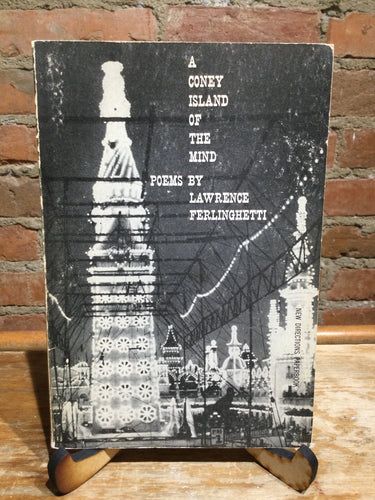 A
CONEY
ISLAND
OF
THE
MIND
POEMS BY
LAWRENCE
FERLINGHETTI
NEW DIRECTIONS PAPERBOOK